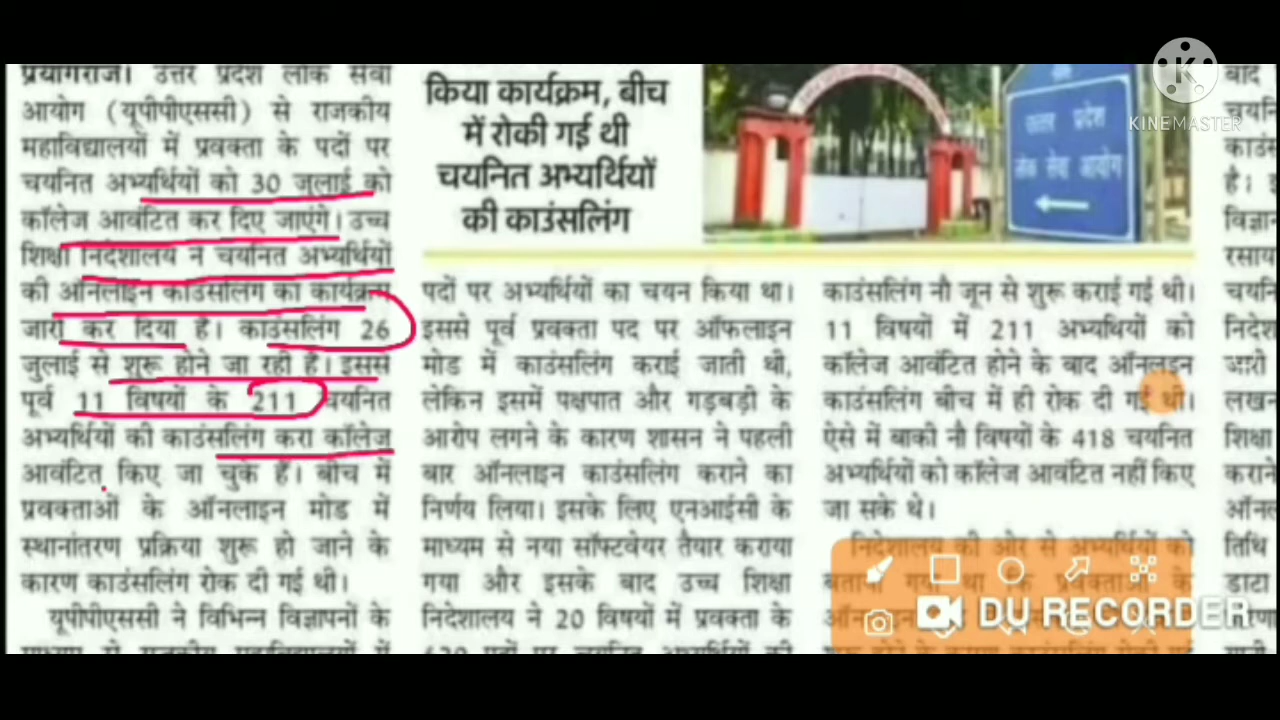 प्रयागराज। उत्तर प्रदेश लोक सेवा
आयोग (यूपीपीएससी) से राजकीय
महाविद्यालयों में प्रवक्ता के पदों पर
चयनित अभ्यर्थियों को 30 जुलाई को
कॉलेज आवंटित कर दिए जाएंगे। उच्च
शिक्षा निदेशालय ने चयनित अभ्यर्थियों
की ऑनलाइन काउंसलिंग का कार्यक्रम
जारी कर दिया है। काउंसलिंग 26
जुलाई से शुरू होने जा रही है। इससे
पूर्व 11 विषयों के 211 चयनित
अभ्यर्थियों की काउंसलिंग करा कॉलेज
आवंटित किए जा चुके हैं। बीच में
प्रवक्ताओं के ऑनलाइन मोड में
स्थानांतरण प्रक्रिया शुरू हो जाने के
कारण काउंसलिंग रोक दी गई थी।
यूपीपीएससी ने विभिन्न विज्ञापनों के
किया कार्यक्रम, बीच
में रोकी गई थी
चयनित अभ्यर्थियों
की काउंसलिंग
उत्तर प्रदेश
लोक सेवा आयोग
पदों पर अभ्यर्थियों का चयन किया था।
इससे पूर्व प्रवक्ता पद पर ऑफलाइन
मोड में काउंसलिंग कराई जाती थी,
लेकिन इसमें पक्षपात और गड़बड़ी के
आरोप लगने के कारण शासन ने पहली
बार ऑनलाइन काउंसलिंग कराने का
निर्णय लिया। इसके लिए एनआईसी के
माध्यम से नया सॉफ्टवेयर तैयार कराया
गया और इसके बाद उच्च शिक्षा
निदेशालय ने 20 विषयों में प्रवक्ता के
काउंसलिंग नौ जून से शुरू कराई गई थी।
11 विषयों में 211 अभ्यथियों को
कॉलेज आवंटित होने के बाद ऑनलइन
काउंसलिंग बीच में ही रोक दी गई थी।
ऐसे में बाकी नौ विषयों के 418 चयनित
अभ्यर्थियों को कॉलेज आवंटित नहीं किए
जा सके थे।
निदेशालय की ओर से अभ्यर्थियों को
बाद
है।
शिक्षा
कराने
तिथि
डाटा
K
KINEMASTER
DU RECORDER